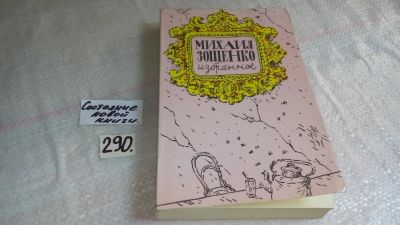 Состояние
новой
книги.
290.
МИХАИЛ
ЗОЩЕНКО
избранное